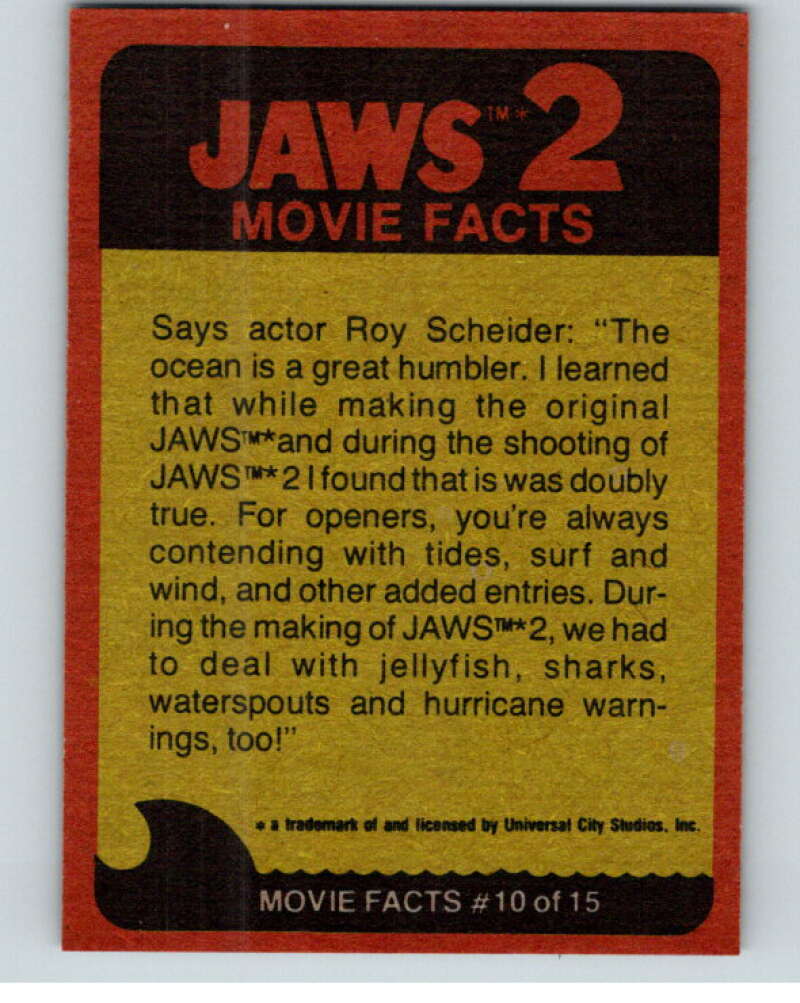 JAWS™* 2
MOVIE FACTS
Says actor Roy Scheider: "The
ocean is a great humbler. I learned
that while making the original
JAWS™*and during the shooting of
JAWS™* 2 I found that is was doubly
true. For openers, you're always
contending with tides, surf and
wind, and other added entries. Dur-
ing the making of JAWS™*2, we had
to deal with jellyfish, sharks,
waterspouts and hurricane warn-
ings, too!"
* a trademark of and licensed by Universal City Studios, Inc.
MOVIE FACTS #10 of 15